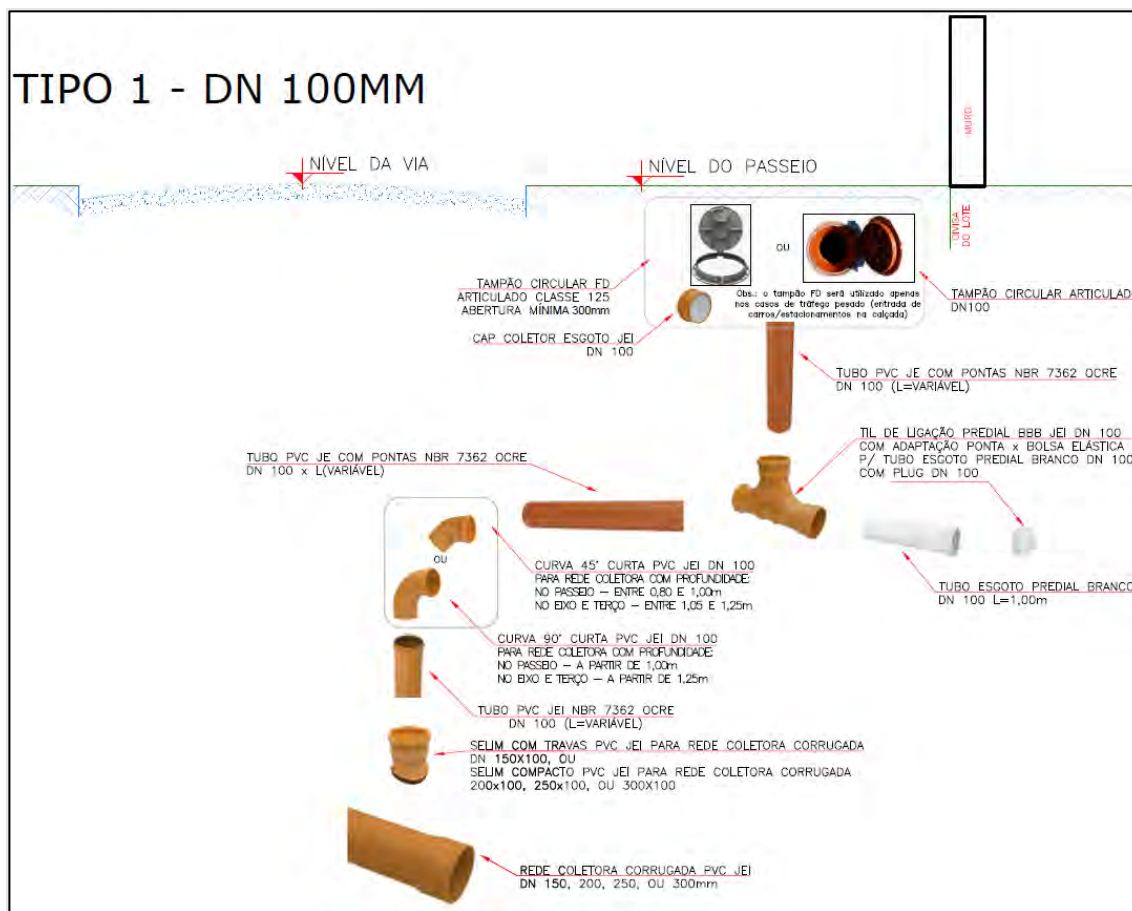 TIPO 1 - DN 100MM
MURO
NÍVEL DA VIA
NÍVEL DO PASSEIO
DIVISA
DO LOTE
OU
TAMPÃO CIRCULAR FD
ARTICULADO CLASSE 125
ABERTURA MÍNIMA 300mm
Obs.: o tampão FD será utilizado apenas
nos casos de tráfego pesado (entrada de
carros/estacionamentos na calçada)
TAMPÃO CIRCULAR ARTICULAD
DN100
CAP COLETOR ESGOTO JEI
DN 100
TUBO PVC JE COM PONTAS NBR 7362 OCRE
DN 100 (L=VARIÁVEL)
TIL DE LIGAÇÃO PREDIAL BBB JEI DN 100
COM ADAPTAÇÃO PONTA x BOLSA ELÁSTICA
P/ TUBO ESGOTO PREDIAL BRANCO DN 100
COM PLUG DN 100
TUBO PVC JE COM PONTAS NBR 7362 OCRE
DN 100 x L(VARIÁVEL)
OU
CURVA 45° CURTA PVC JEI DN 100
PARA REDE COLETORA COM PROFUNDIDADE:
NO PASSEIO – ENTRE 0,80 E 1,00m
NO EIXO E TERÇO – ENTRE 1,05 E 1,25m
TUBO ESGOTO PREDIAL BRANCO
DN 100 L=1,00m
CURVA 90° CURTA PVC JEI DN 100
PARA REDE COLETORA COM PROFUNDIDADE:
NO PASSEIO – A PARTIR DE 1,00m
NO EIXO E TERÇO – A PARTIR DE 1,25m
TUBO PVC JEI NBR 7362 OCRE
DN 100 (L=VARIÁVEL)
SELIM COM TRAVAS PVC JEI PARA REDE COLETORA CORRUGADA
DN 150X100, OU
SELIM COMPACTO PVC JEI PARA REDE COLETORA CORRUGADA
200x100, 250x100, OU 300X100
REDE COLETORA CORRUGADA PVC JEI
DN 150, 200, 250, OU 300mm